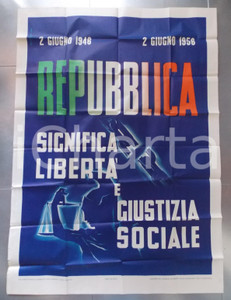 2 GIUGNO 1946 2 GIUGNO 1956
REPUBBLICA
SIGNIFICA
LIBERTÀ
E
GIUSTIZIA
SOCIALE